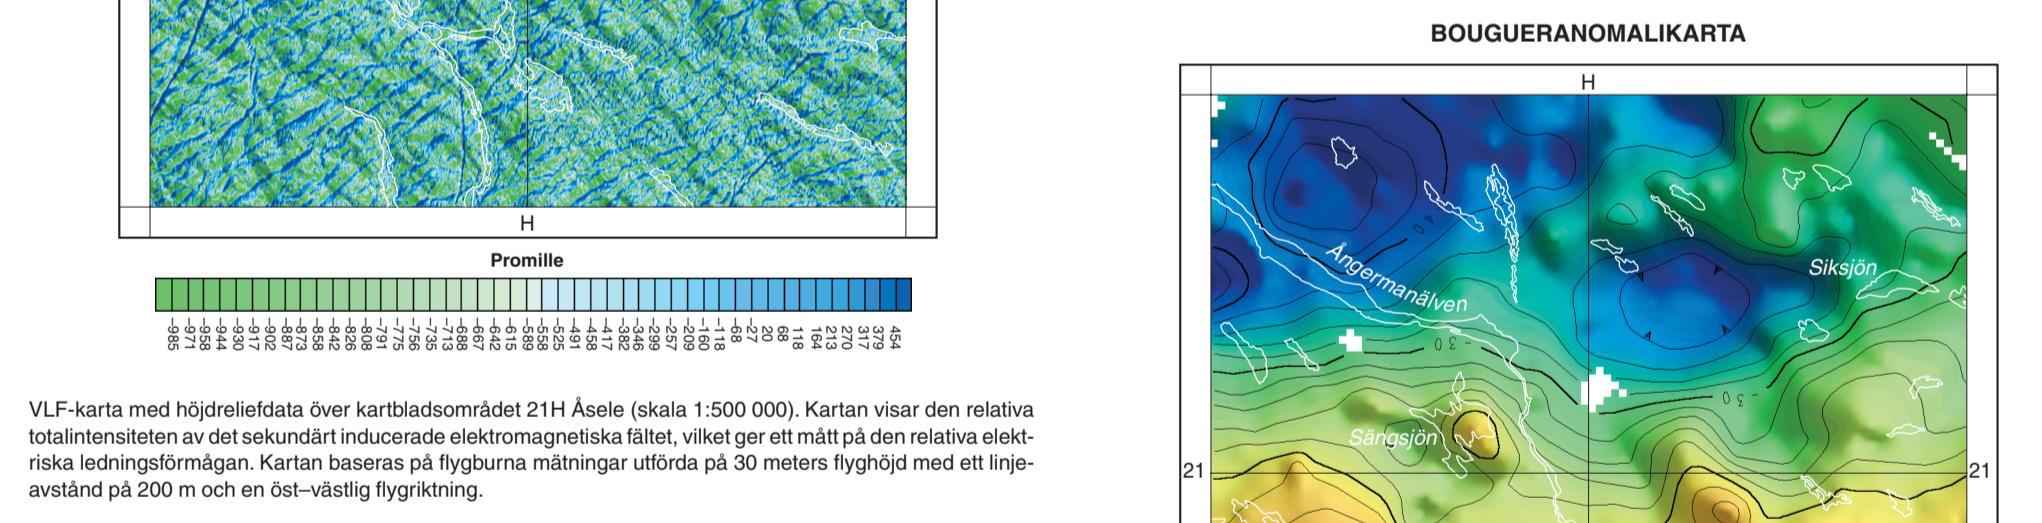 H
Promille
−985 −971 −958 −944 −930 −917 −902 −887 −873 −858 −842 −826 −808 −791 −775 −756 −735 −713 −688 −667 −642 −615 −589 −558 −525 −491 −458 −417 −382 −346 −299 −257 −209 −160 −118 −68 −27 20 68 118 164 213 270 317 379 454
VLF-karta med höjdreliefdata över kartbladsområdet 21H Åsele (skala 1:500 000). Kartan visar den relativa
totalintensiteten av det sekundärt inducerade elektromagnetiska fältet, vilket ger ett mått på den relativa elekt-
riska ledningsförmågan. Kartan baseras på flygburna mätningar utförda på 30 meters flyghöjd med ett linje-
avstånd på 200 m och en öst–västlig flygriktning.
BOUGUERANOMALIKARTA
H
Ångermanälven
Siksjön
−30
−30
Sängsjön
21
21